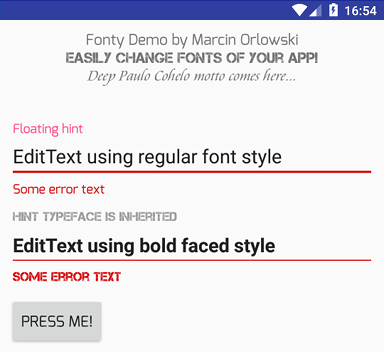 16:54
Fonty Demo by Marcin Orlowski
EASILY CHANGE FONTS OF YOUR APP!
Deep Paulo Cohelo motto comes here...
Floating hint
EditText using regular font style
Some error text
HINT TYPEFACE IS INHERITED
EditText using bold faced style
SOME ERROR TEXT
PRESS ME!